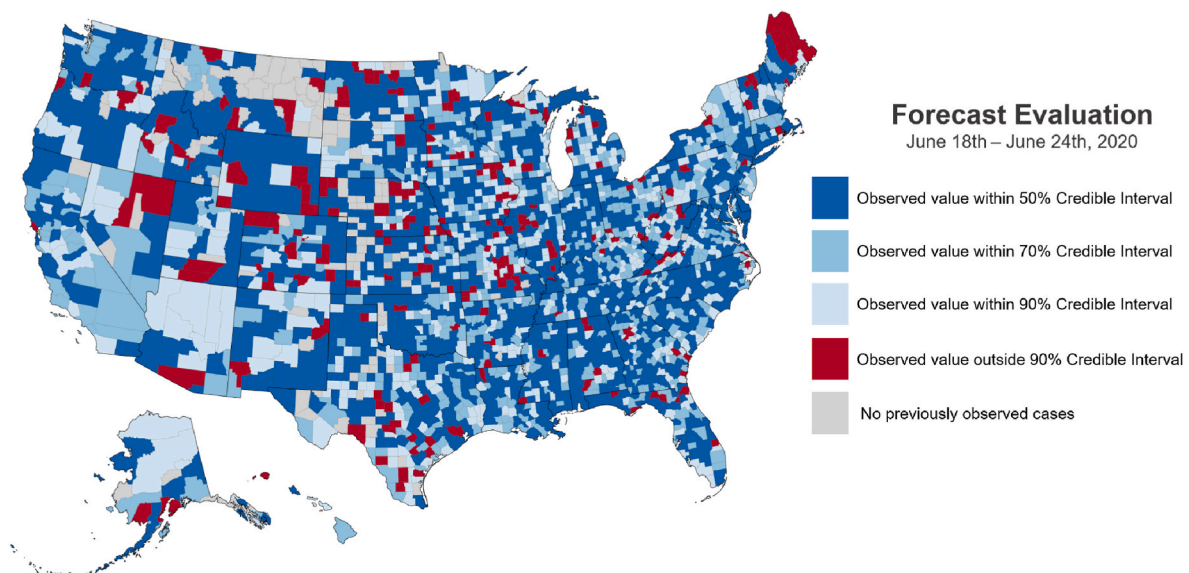 Forecast Evaluation
June 18th – June 24th, 2020
Observed value within 50% Credible Interval
Observed value within 70% Credible Interval
Observed value within 90% Credible Interval
Observed value outside 90% Credible Interval
No previously observed cases